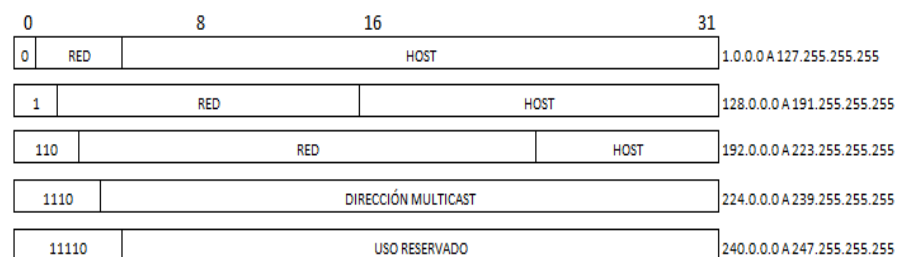 0 8 16 31
0 RED HOST 1.0.0.0 A 127.255.255.255
1 RED HOST 128.0.0.0 A 191.255.255.255
110 RED HOST 192.0.0.0 A 223.255.255.255
1110 DIRECCIÓN MULTICAST 224.0.0.0 A 239.255.255.255
11110 USO RESERVADO 240.0.0.0 A 247.255.255.255